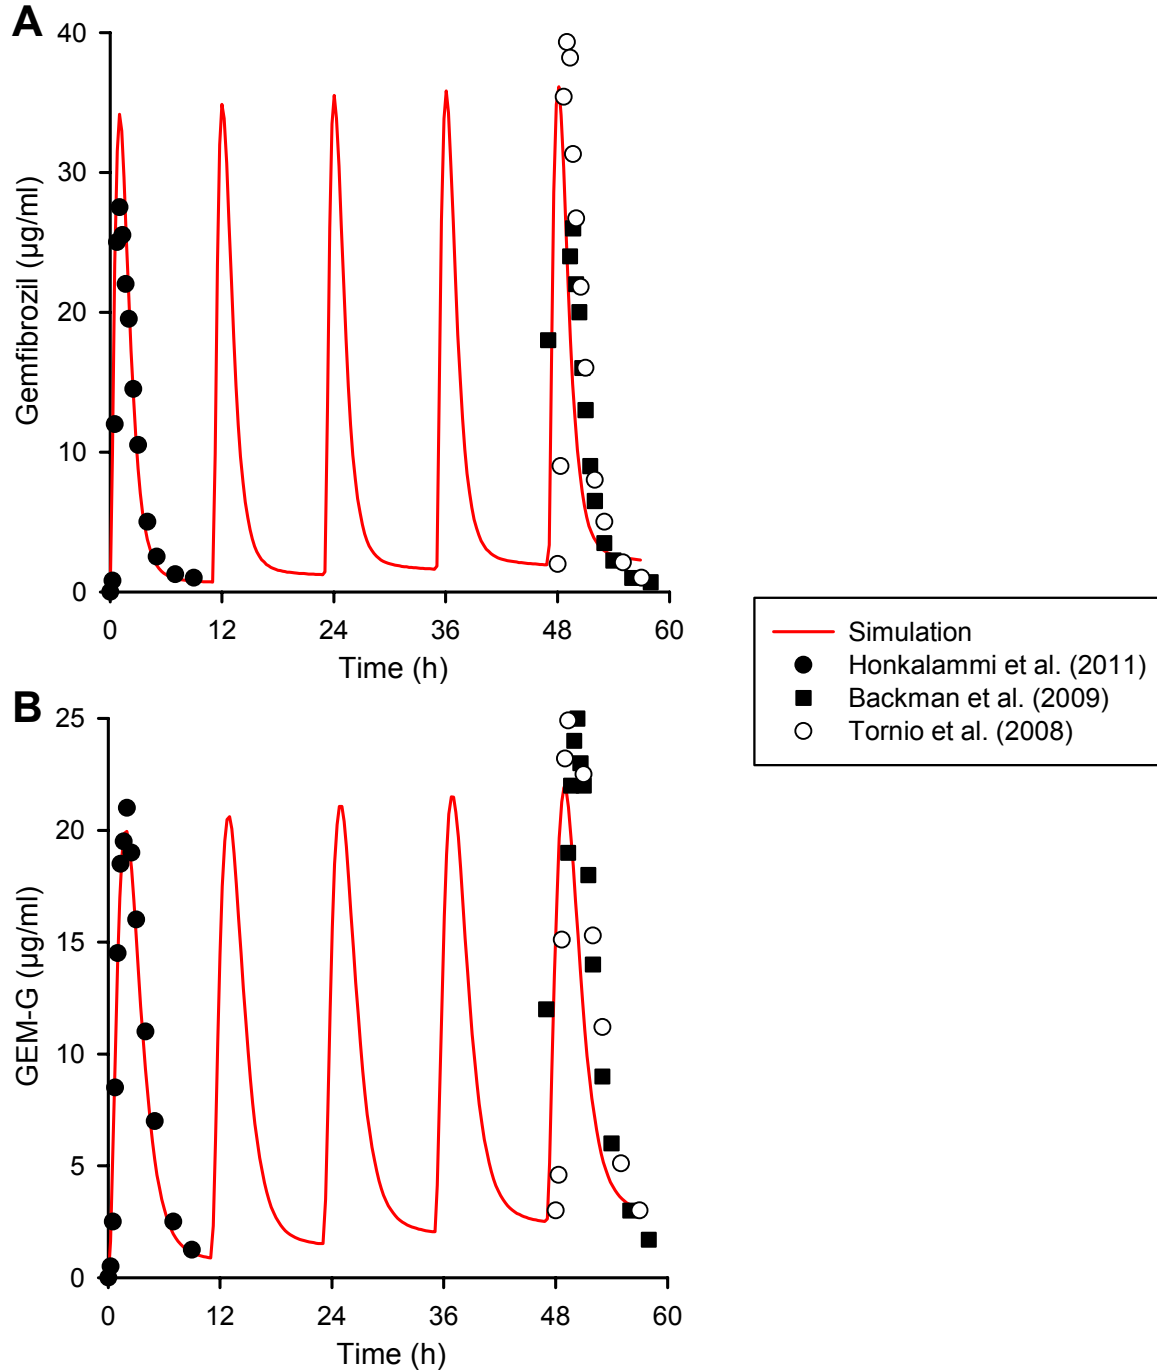 A
40
30
20
10
0
Gemfibrozil (µg/ml)
0 12 24 36 48 60
Time (h)
Simulation
Honkalammi et al. (2011)
Backman et al. (2009)
Tornio et al. (2008)
B
25
20
15
10
5
0
GEM-G (µg/ml)
0 12 24 36 48 60
Time (h)